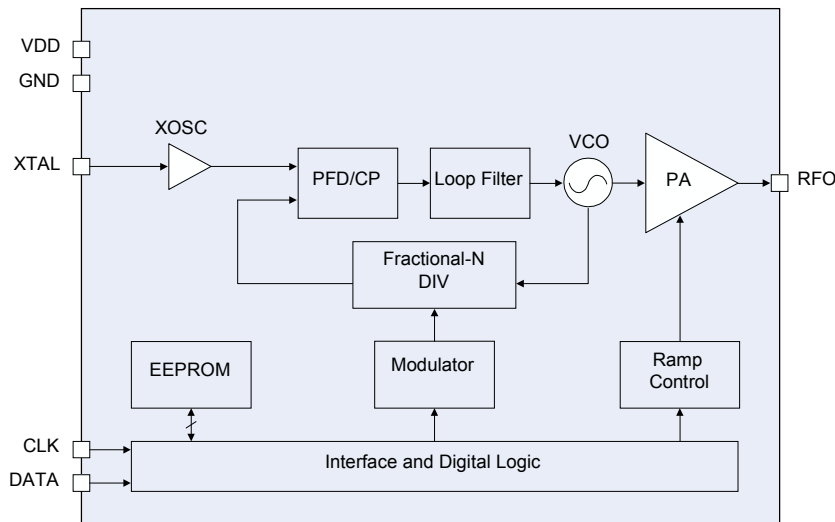 VDD
GND
XOSC
VCO
XTAL
PFD/CP
Loop Filter
PA
RFO
Fractional-N
DIV
EEPROM
Modulator
Ramp
Control
CLK
Interface and Digital Logic
DATA